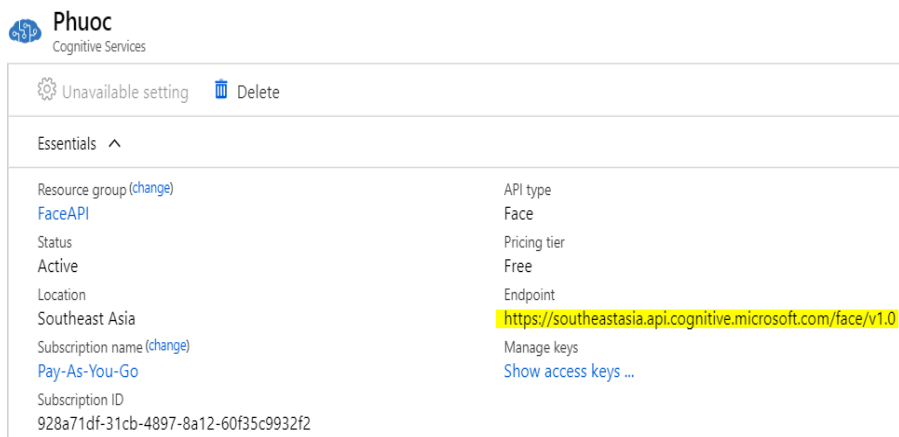 Phuoc
Cognitive Services
Unavailable setting Delete
Essentials
Resource group (change)
FaceAPI
Status
Active
Location
Southeast Asia
Subscription name (change)
Pay-As-You-Go
Subscription ID
928a71df-31cb-4897-8a12-60f35c9932f2
API type
Face
Pricing tier
Free
Endpoint
https://southeastasia.api.cognitive.microsoft.com/face/v1.0
Manage keys
Show access keys ...